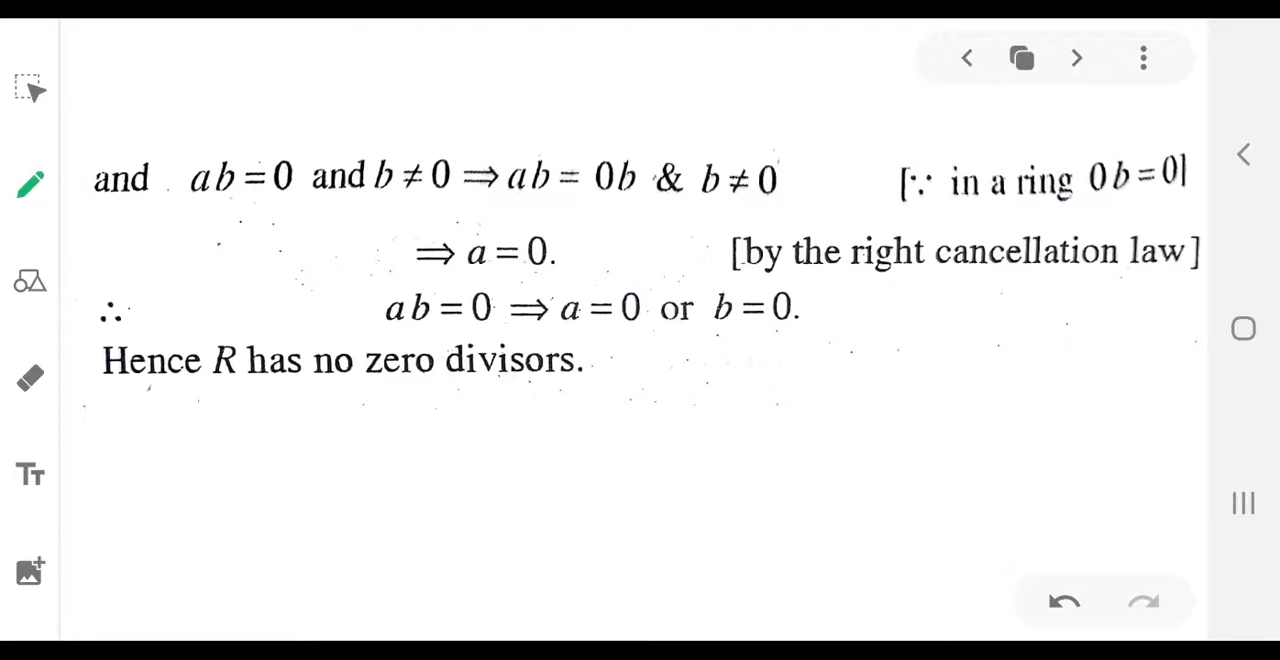 and ab = 0 and b ≠ 0 ⇒ ab = 0b & b ≠ 0 [∵ in a ring 0b = 0]
⇒ a = 0. [by the right cancellation law]
∴ ab = 0 ⇒ a = 0 or b = 0.
Hence R has no zero divisors.
TT